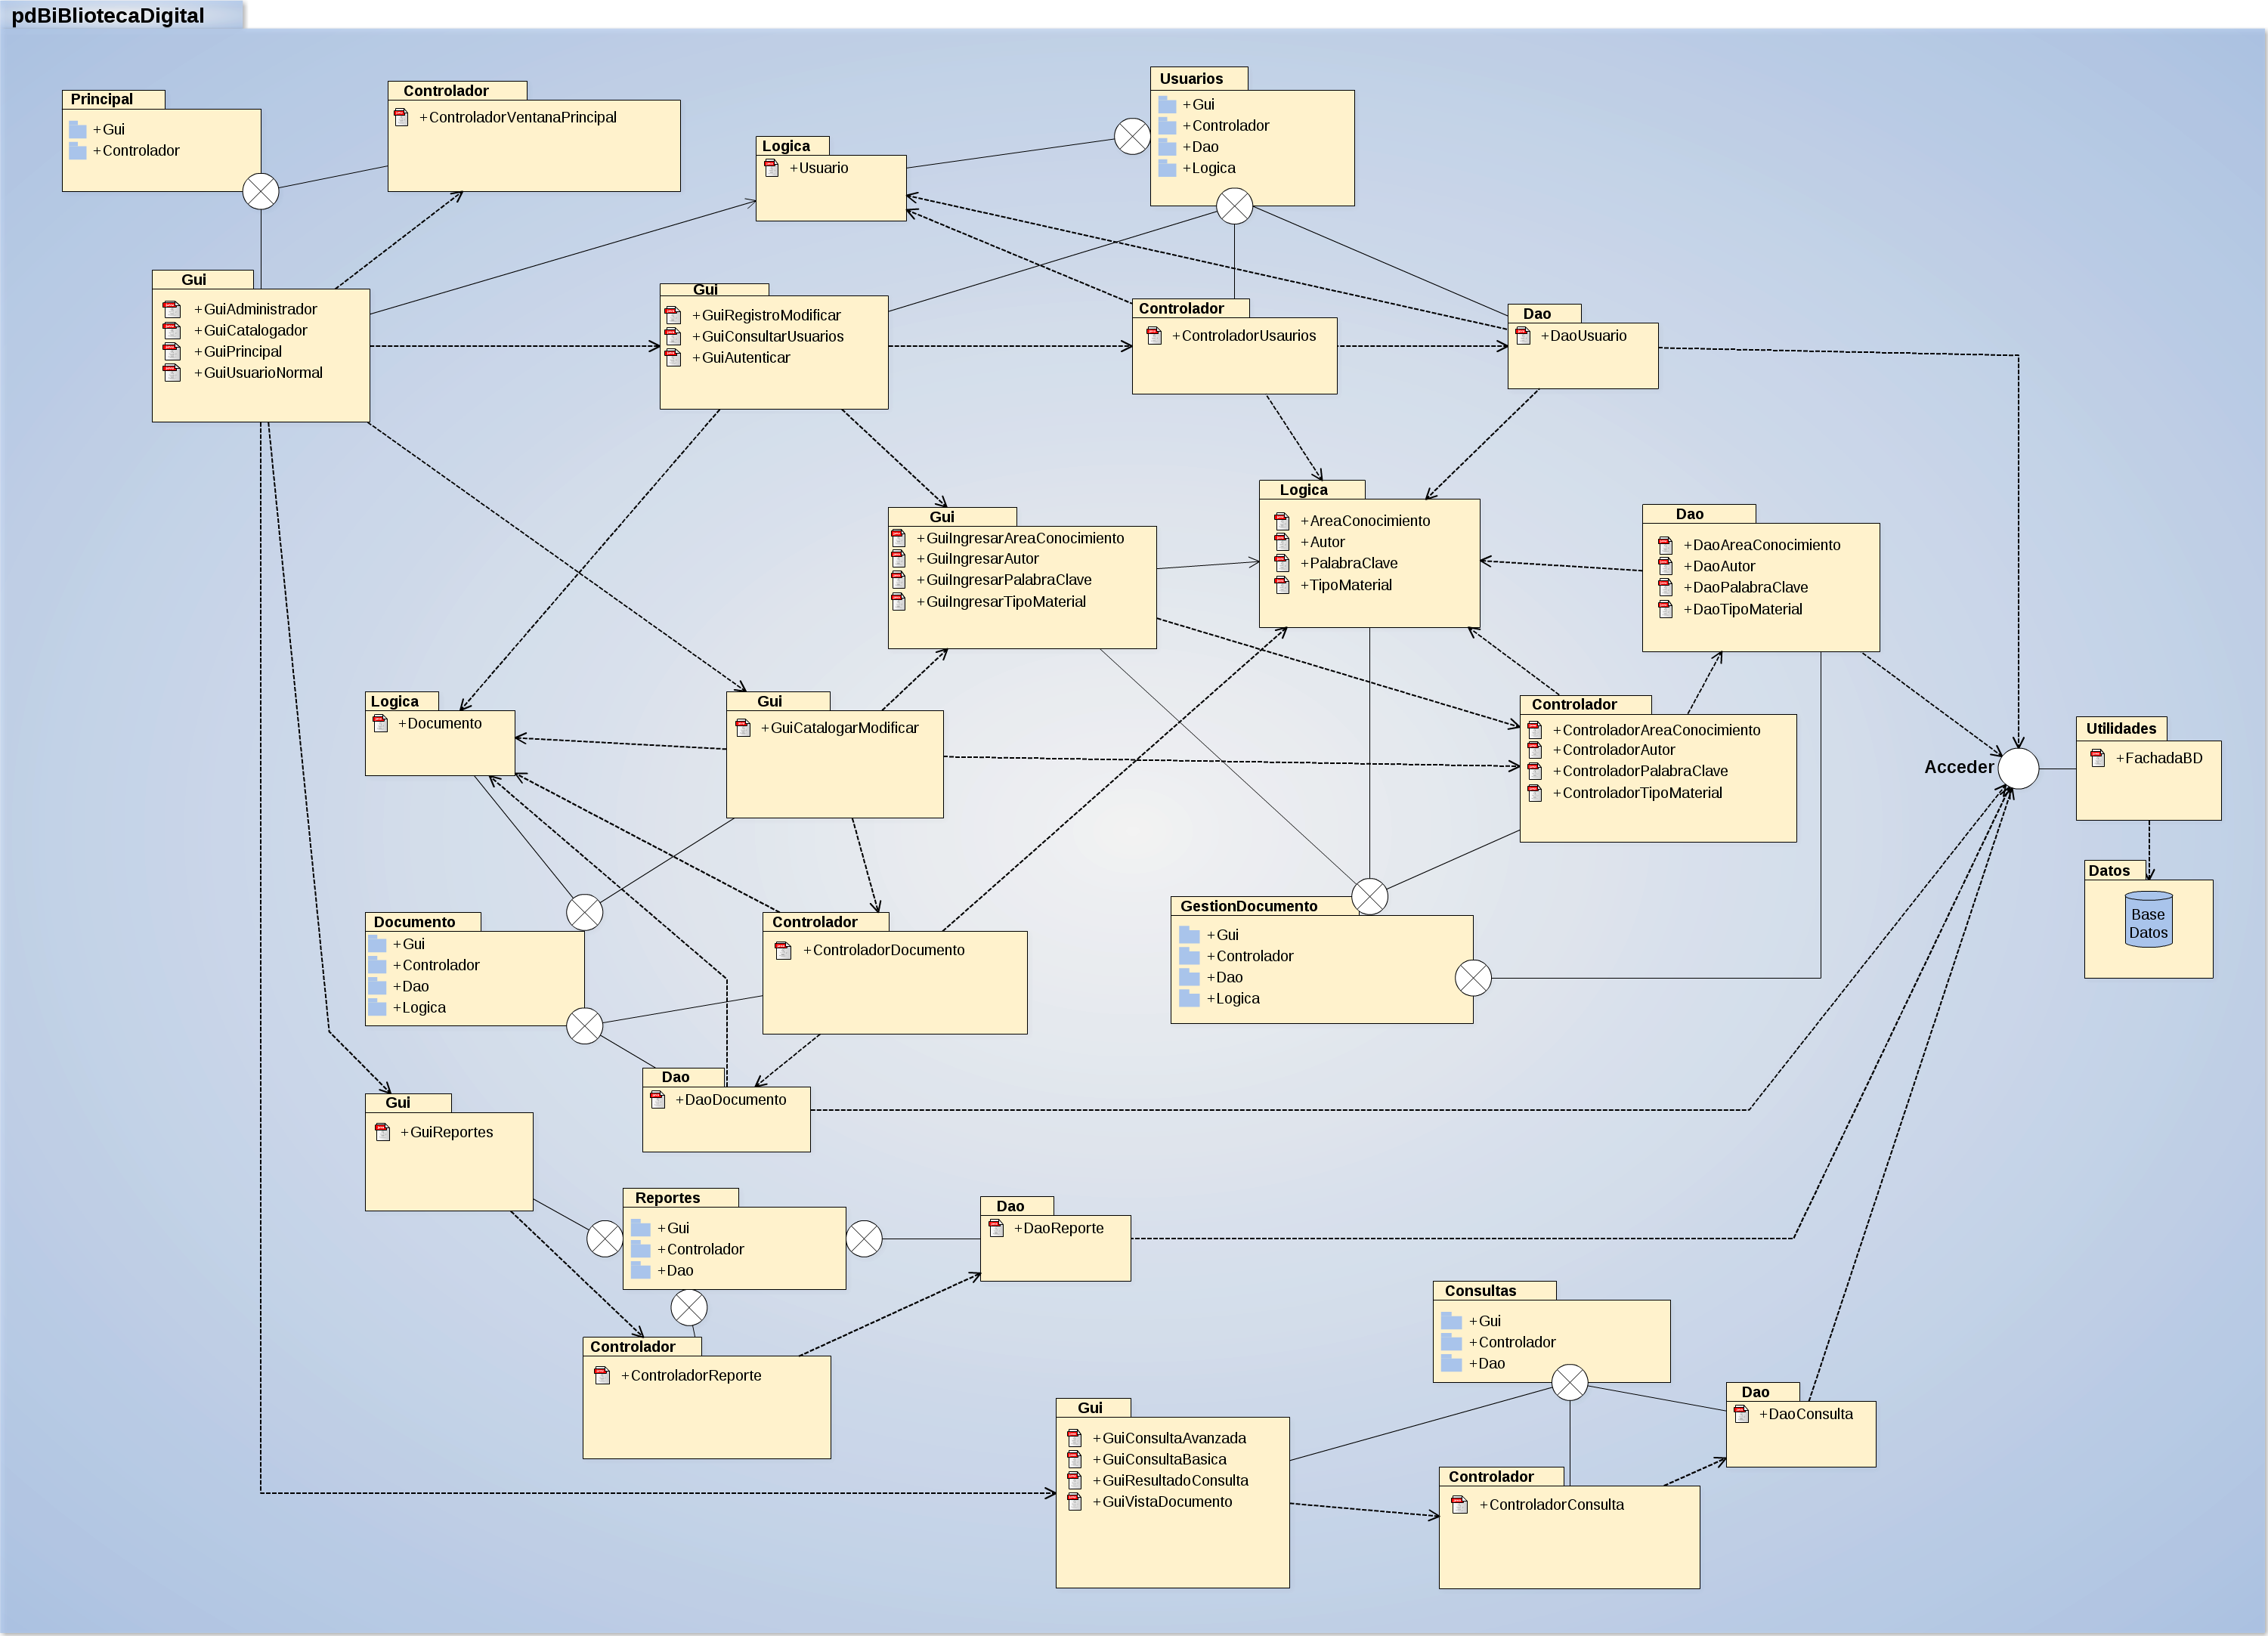 pdBiBliotecaDigital
Principal
+Gui
+Controlador
Controlador
+ControladorVentanaPrincipal
Logica
+Usuario
Usuarios
+Gui
+Controlador
+Dao
+Logica
Gui
+GuiAdministrador
+GuiCatalogador
+GuiPrincipal
+GuiUsuarioNormal
Gui
+GuiRegistroModificar
+GuiConsultarUsuarios
+GuiAutenticar
Controlador
+ControladorUsaurios
Dao
+DaoUsuario
Gui
+GuiIngresarAreaConocimiento
+GuiIngresarAutor
+GuiIngresarPalabraClave
+GuiIngresarTipoMaterial
Logica
+AreaConocimiento
+Autor
+PalabraClave
+TipoMaterial
Dao
+DaoAreaConocimiento
+DaoAutor
+DaoPalabraClave
+DaoTipoMaterial
Logica
+Documento
Gui
+GuiCatalogarModificar
Controlador
+ControladorAreaConocimiento
+ControladorAutor
+ControladorPalabraClave
+ControladorTipoMaterial
Acceder
Utilidades
+FachadaBD
Datos
Base
Datos
Documento
+Gui
+Controlador
+Dao
+Logica
Controlador
+ControladorDocumento
GestionDocumento
+Gui
+Controlador
+Dao
+Logica
Dao
+DaoDocumento
Gui
+GuiReportes
Reportes
+Gui
+Controlador
+Dao
Dao
+DaoReporte
Controlador
+ControladorReporte
Consultas
+Gui
+Controlador
+Dao
Dao
+DaoConsulta
Gui
+GuiConsultaAvanzada
+GuiConsultaBasica
+GuiResultadoConsulta
+GuiVistaDocumento
Controlador
+ControladorConsulta